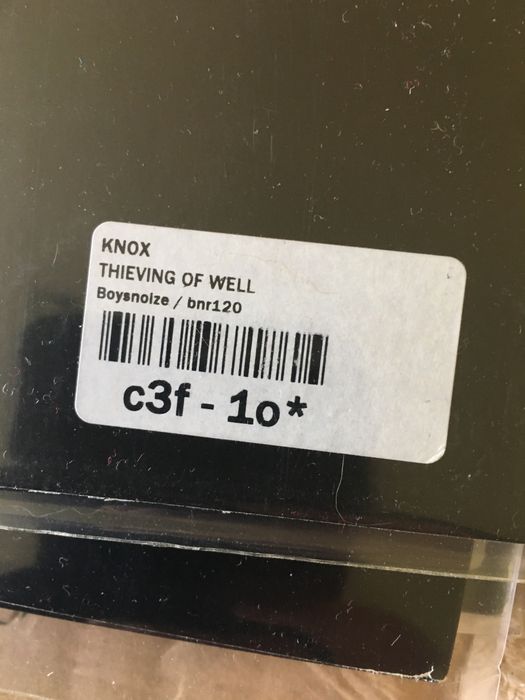 KNOX
THIEVING OF WELL
Boysnoize / bnr120
c3f - 1o*